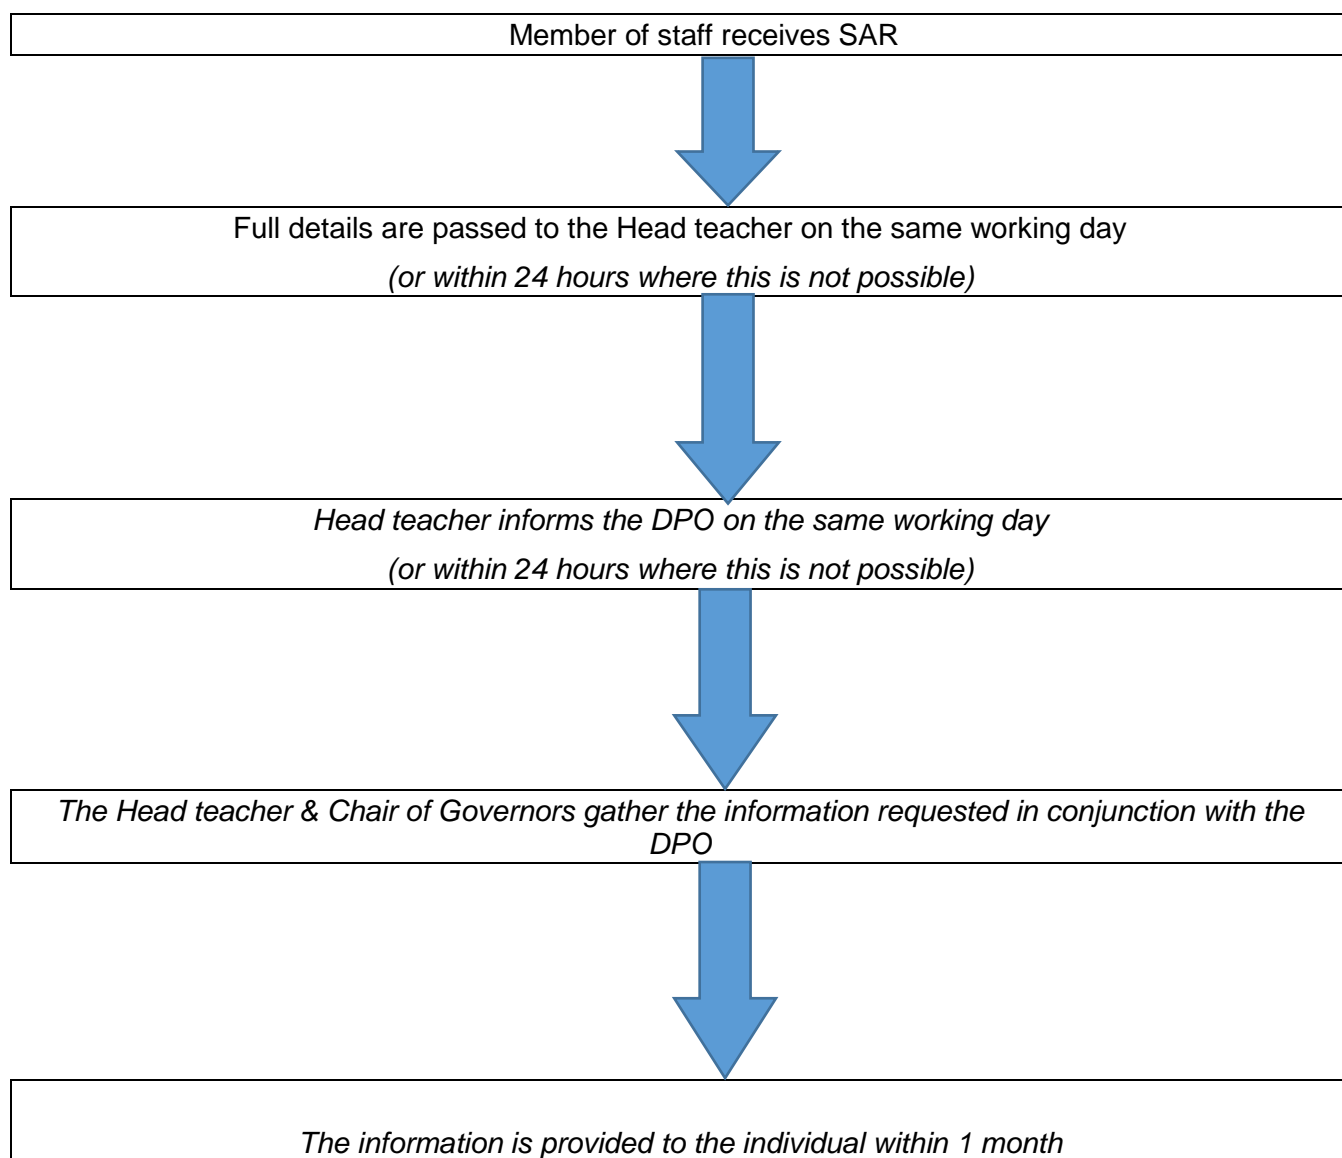 Member of staff receives SAR
Full details are passed to the Head teacher on the same working day
(or within 24 hours where this is not possible)
Head teacher informs the DPO on the same working day
(or within 24 hours where this is not possible)
The Head teacher & Chair of Governors gather the information requested in conjunction with the
DPO
The information is provided to the individual within 1 month